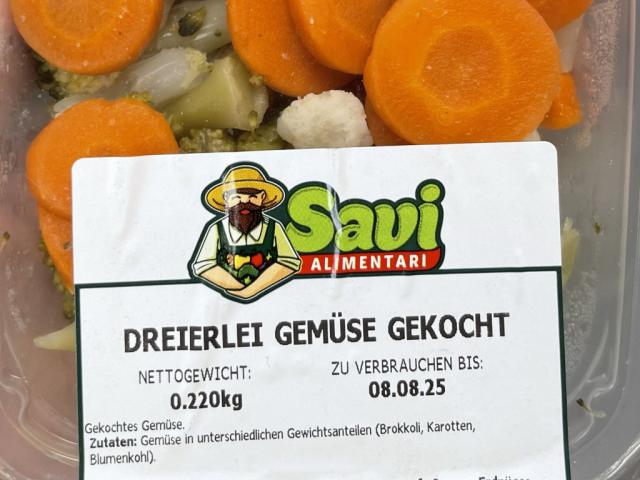 Savi
ALIMENTARI
DREIERLEI GEMÜSE GEKOCHT
NETTOGEWICHT:
0.220kg
ZU VERBRAUCHEN BIS:
08.08.25
Gekochtes Gemüse.
Zutaten: Gemüse in unterschiedlichen Gewichtsanteilen (Brokkoli, Karotten,
Blumenkohl).